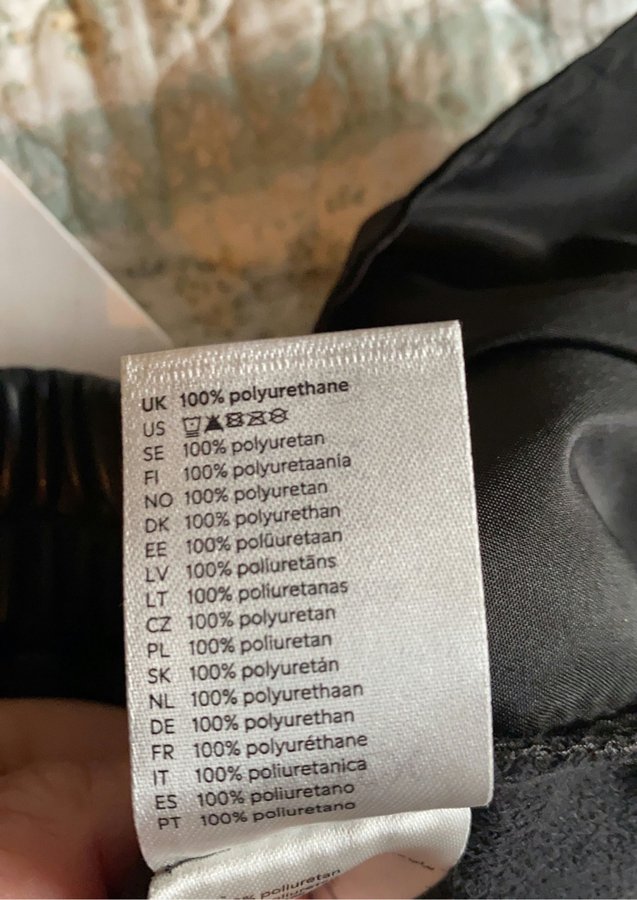 UK 100% polyurethane
US
SE 100% polyuretan
FI 100% polyuretaania
NO 100% polyuretan
DK 100% polyurethan
EE 100% polüuretaan
LV 100% poliuretāns
LT 100% poliuretanas
CZ 100% polyuretan
PL 100% poliuretan
SK 100% polyuretán
NL 100% polyurethaan
DE 100% polyurethan
FR 100% polyuréthane
IT 100% poliuretanica
ES 100% poliuretano
PT 100% poliuretano
poliuretan